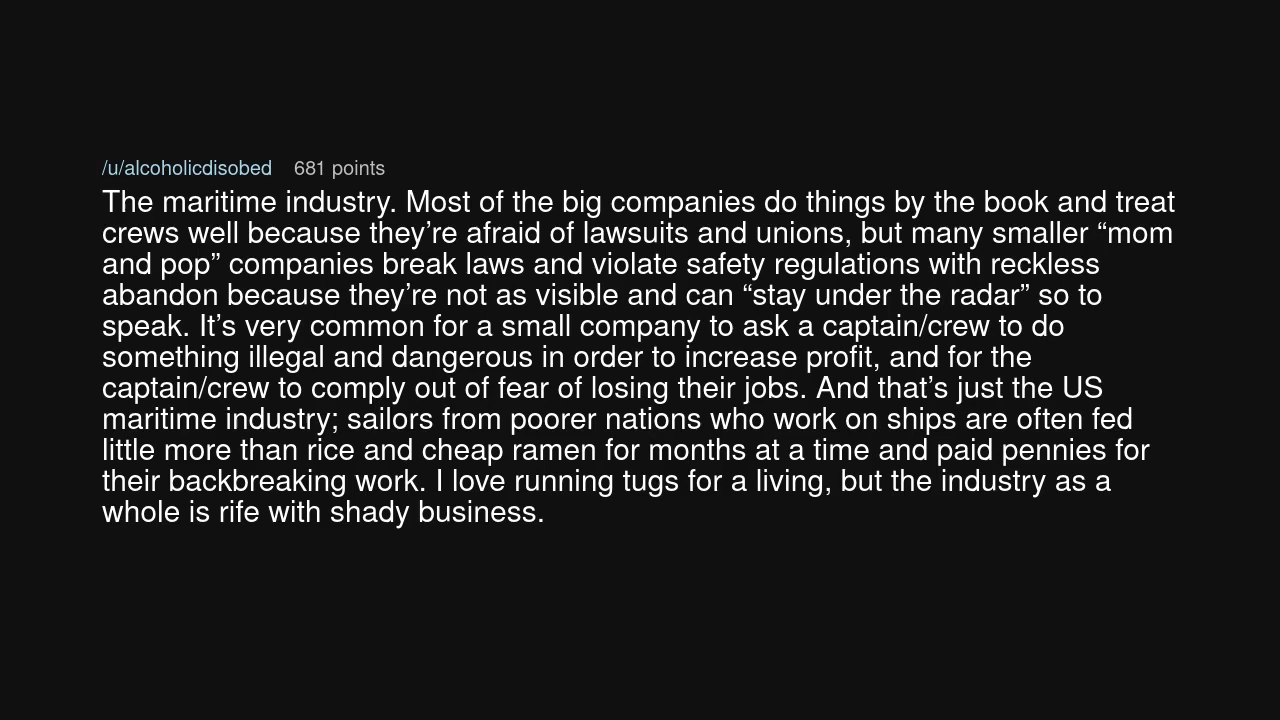 /u/alcoholicdisobed 681 points
The maritime industry. Most of the big companies do things by the book and treat
crews well because they’re afraid of lawsuits and unions, but many smaller “mom
and pop” companies break laws and violate safety regulations with reckless
abandon because they’re not as visible and can “stay under the radar” so to
speak. It’s very common for a small company to ask a captain/crew to do
something illegal and dangerous in order to increase profit, and for the
captain/crew to comply out of fear of losing their jobs. And that’s just the US
maritime industry; sailors from poorer nations who work on ships are often fed
little more than rice and cheap ramen for months at a time and paid pennies for
their backbreaking work. I love running tugs for a living, but the industry as a
whole is rife with shady business.